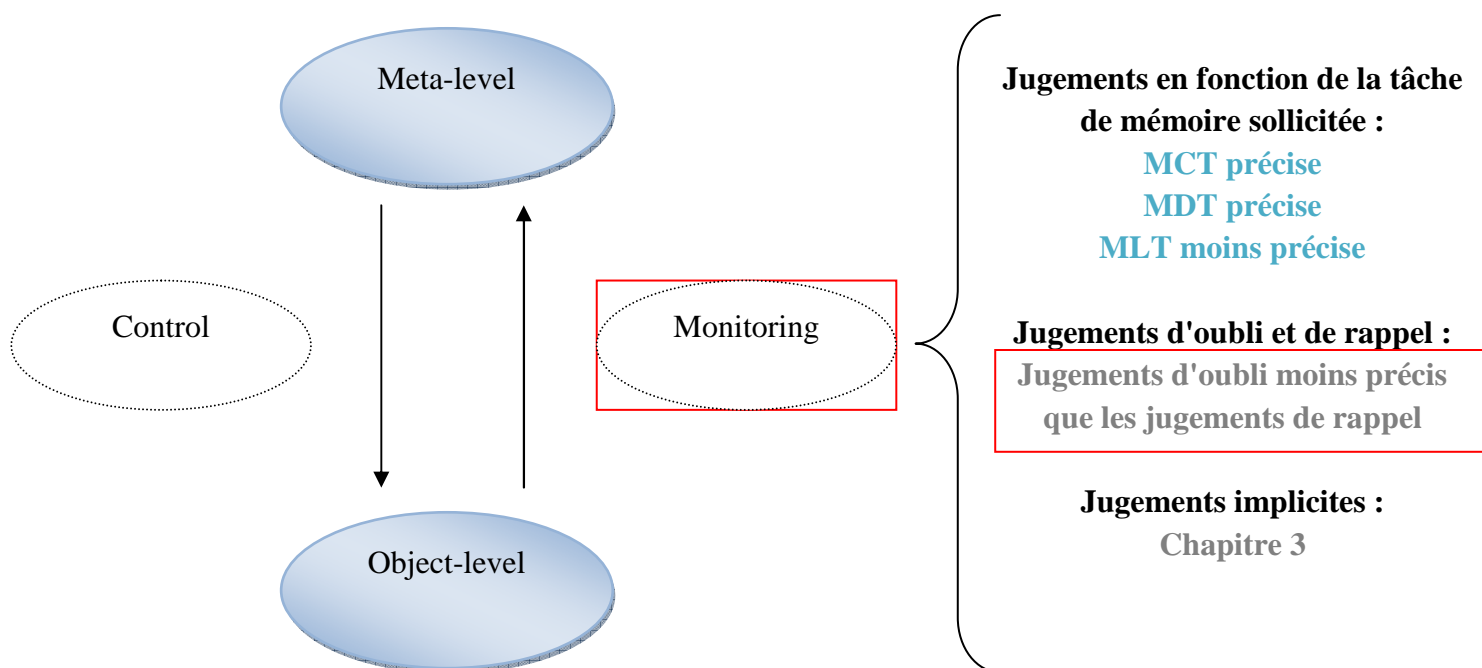 Meta-level
Control
Monitoring
Object-level
Jugements en fonction de la tâche
de mémoire sollicitée :
MCT précise
MDT précise
MLT moins précise
Jugements d'oubli et de rappel :
Jugements d'oubli moins précis
que les jugements de rappel
Jugements implicites :
Chapitre 3